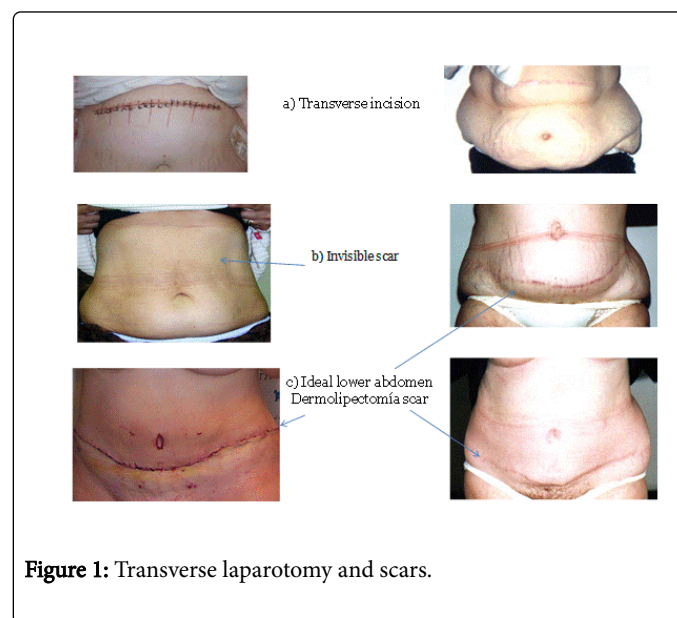 a) Transverse incision
b) Invisible scar
c) Ideal lower abdomen
Dermolipectomía scar
Figure 1: Transverse laparotomy and scars.